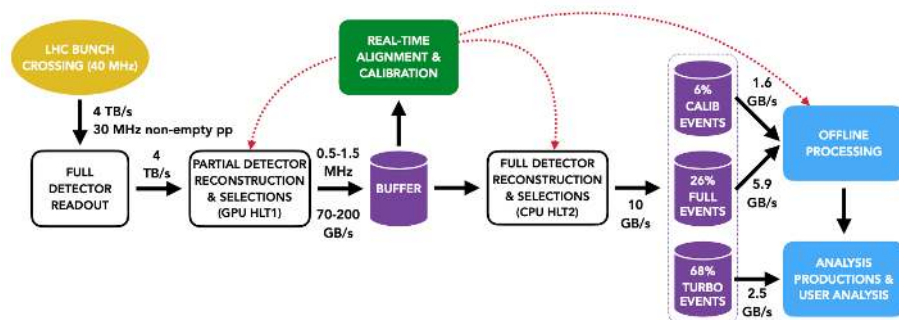 LHC BUNCH
CROSSING (40 MHz)
4 TB/s
30 MHz non-empty pp
FULL
DETECTOR
READOUT
4
TB/s
PARTIAL DETECTOR
RECONSTRUCTION
& SELECTIONS
(GPU HLT1)
0.5-1.5
MHz
70-200
GB/s
REAL-TIME
ALIGNMENT &
CALIBRATION
BUFFER
FULL DETECTOR
RECONSTRUCTION
& SELECTIONS
(CPU HLT2)
10
GB/s
6%
CALIB
EVENTS
26%
FULL
EVENTS
68%
TURBO
EVENTS
1.6
GB/s
5.9
GB/s
2.5
GB/s
OFFLINE
PROCESSING
ANALYSIS
PRODUCTIONS &
USER ANALYSIS